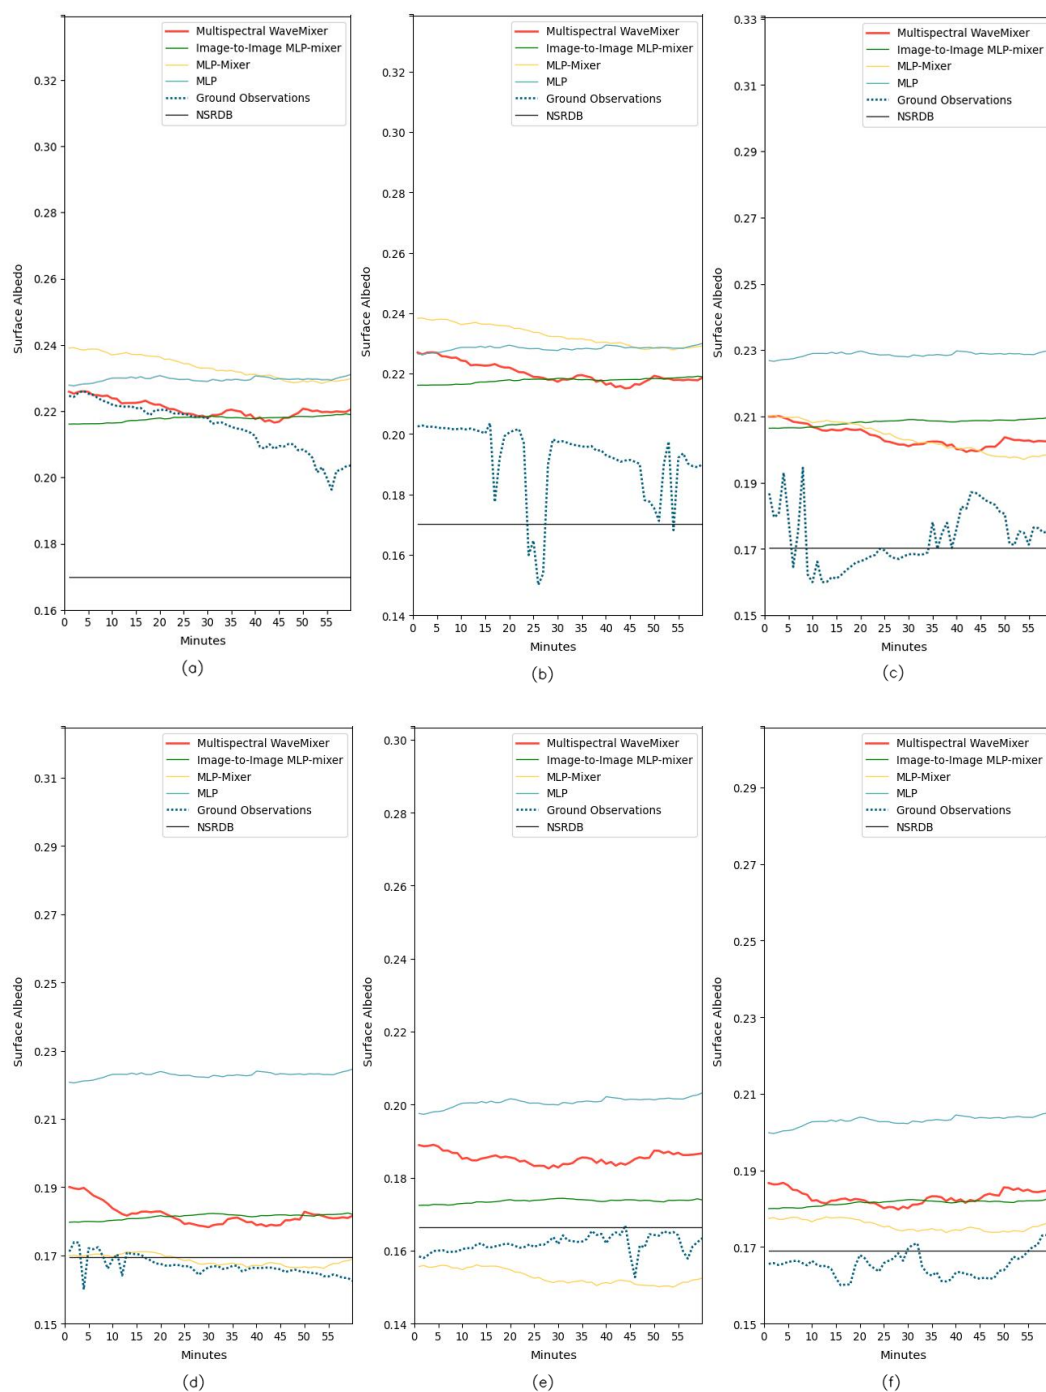 Multispectral WaveMixer
Image-to-Image MLP-mixer
MLP-Mixer
MLP
Ground Observations
NSRDB
0.32
0.30
0.28
0.26
0.24
0.22
0.20
0.18
0.16
Surface Albedo
0 5 10 15 20 25 30 35 40 45 50 55
Minutes
(a)
Multispectral WaveMixer
Image-to-Image MLP-mixer
MLP-Mixer
MLP
Ground Observations
NSRDB
0.32
0.30
0.28
0.26
0.24
0.22
0.20
0.18
0.16
0.14
Surface Albedo
0 5 10 15 20 25 30 35 40 45 50 55
Minutes
(b)
Multispectral WaveMixer
Image-to-Image MLP-mixer
MLP-Mixer
MLP
Ground Observations
NSRDB
0.33
0.31
0.29
0.27
0.25
0.23
0.21
0.19
0.17
0.15
Surface Albedo
0 5 10 15 20 25 30 35 40 45 50 55
Minutes
(c)
Multispectral WaveMixer
Image-to-Image MLP-mixer
MLP-Mixer
MLP
Ground Observations
NSRDB
0.31
0.29
0.27
0.25
0.23
0.21
0.19
0.17
0.15
Surface Albedo
0 5 10 15 20 25 30 35 40 45 50 55
Minutes
(d)
Multispectral WaveMixer
Image-to-Image MLP-mixer
MLP-Mixer
MLP
Ground Observations
NSRDB
0.30
0.28
0.26
0.24
0.22
0.20
0.18
0.16
0.14
Surface Albedo
0 5 10 15 20 25 30 35 40 45 50 55
Minutes
(e)
Multispectral WaveMixer
Image-to-Image MLP-mixer
MLP-Mixer
MLP
Ground Observations
NSRDB
0.29
0.27
0.25
0.23
0.21
0.19
0.17
0.15
Surface Albedo
0 5 10 15 20 25 30 35 40 45 50 55
Minutes
(f)